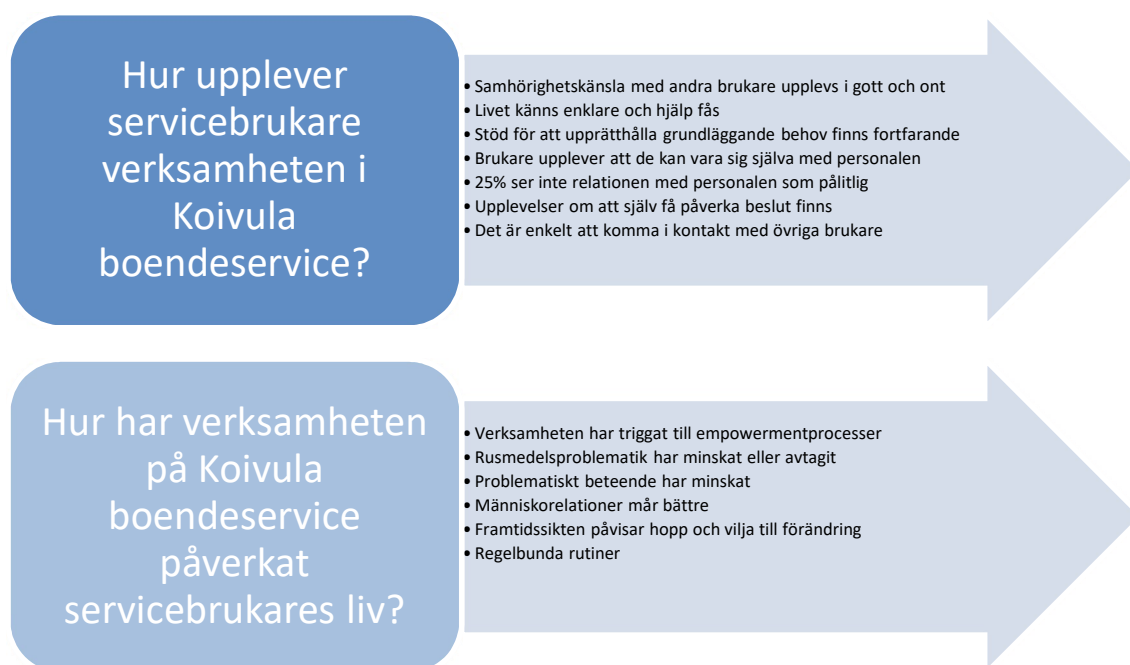 Hur upplever
servicebrukare
verksamheten i
Koivula
boendeservice?
• Samhörighetskänsla med andra brukare upplevs i gott och ont
• Livet känns enklare och hjälp fås
• Stöd för att upprätthålla grundläggande behov finns fortfarande
• Brukare upplever att de kan vara sig själva med personalen
• 25% ser inte relationen med personalen som pålitlig
• Upplevelser om att själv få påverka beslut finns
• Det är enkelt att komma i kontakt med övriga brukare
Hur har verksamheten
på Koivula
boendeservice
påverkat
servicebrukares liv?
• Verksamheten har triggat till empowermentprocesser
• Rusmedelsproblematik har minskat eller avtagit
• Problematiskt beteende har minskat
• Människorelationer mår bättre
• Framtidssikten påvisar hopp och vilja till förändring
• Regelbunda rutiner